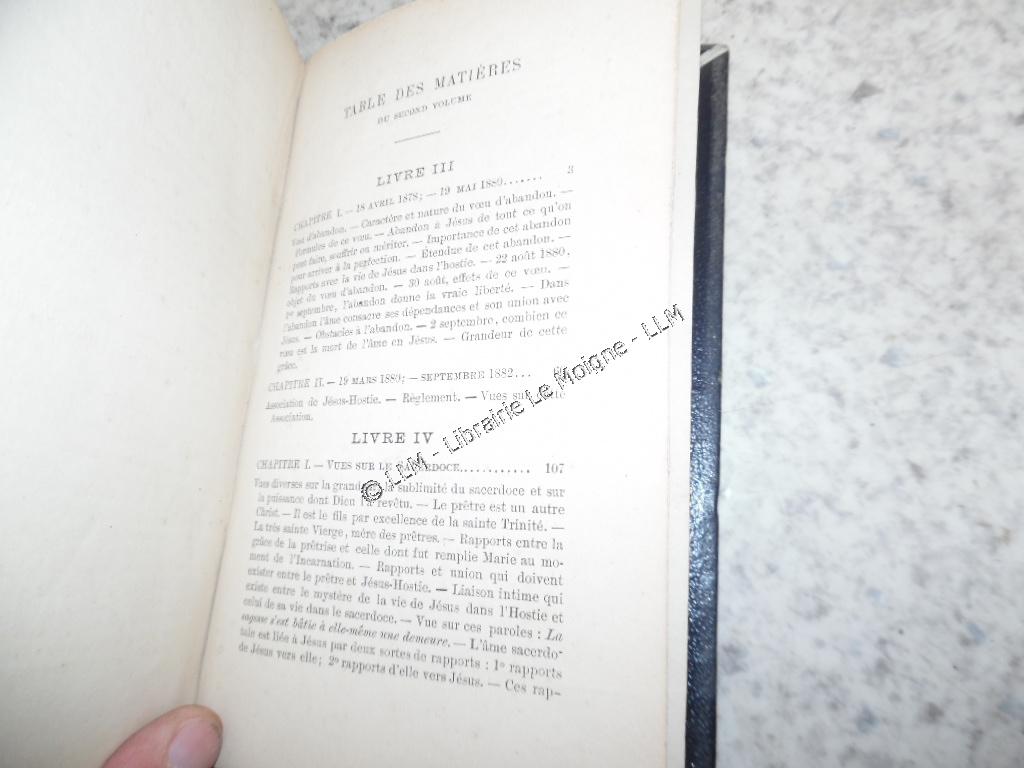 TABLE DES MATIÈRES
DU SECOND VOLUME
LIVRE III
CHAPITRE I. — 18 AVRIL 1878; — 19 MAI 1880....... 3
Vœu d'abandon. — Caractère et nature du vœu d'abandon. —
Formules de ce vœu. — Abandon à Jésus de tout ce qu'on
peut faire, souffrir ou mériter. — Importance de cet abandon
pour arriver à la perfection. — Étendue de cet abandon. —
Rapports avec la vie de Jésus dans l'hostie. — 22 août 1880,
objet du vœu d'abandon. — 30 août, effets de ce vœu. —
1er septembre, l'abandon donne la vraie liberté. — Dans
l'abandon l'âme consacre ses dépendances et son union avec
Jésus. — Obstacles à l'abandon. — 2 septembre, combien ce
vœu est la mort de l'âme en Jésus. — Grandeur de cette
grâce.
CHAPITRE II. — 19 MARS 1880; — SEPTEMBRE 1882...
Association de Jésus-Hostie. — Règlement. — Vues sur cette
Association.
LIVRE IV
CHAPITRE I. — VUES SUR LE SACERDOCE............ 107
Vues diverses sur la grandeur, la sublimité du sacerdoce et sur
la puissance dont Dieu l'a revêtu. — Le prêtre est un autre
Christ. — Il est le fils par excellence de la sainte Trinité. —
La très sainte Vierge, mère des prêtres. — Rapports entre la
grâce de la prêtrise et celle dont fut remplie Marie au mo-
ment de l'Incarnation. — Rapports et union qui doivent
exister entre le prêtre et Jésus-Hostie. — Liaison intime qui
existe entre le mystère de la vie de Jésus dans l'Hostie et
celui de sa vie dans le sacerdoce. — Vue sur ces paroles : La
sagesse s'est bâtie à elle-même une demeure. — L'âme sacerdo-
tale est liée à Jésus par deux sortes de rapports : 1º rapports
de Jésus vers elle; 2º rapports d'elle vers Jésus. — Ces rap-
© LLM - Librairie Le Moigne - LLM